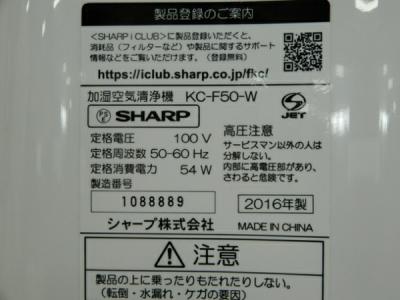 製品登録のご案内
<SHARP i CLUB>に製品登録いただくと、
消耗品(フィルターなど)や製品に関するサポート
情報などをご覧いただけます。(登録無料)
https://iclub.sharp.co.jp/fkc/
加湿空気清浄機 KC-F50-W
PSE SHARP
JET
定格電圧 100 V
定格周波数 50-60 Hz
定格消費電力 54 W
製造番号
1088889
シャープ株式会社
高圧注意
サービスマン以外の人は
分解しない。
内部に高電圧部があり、
さわると危険です。
2016年製
MADE IN CHINA
注意
製品の上に乗ったりもたれたりしない。
(転倒・水漏れ・ケガの要因)